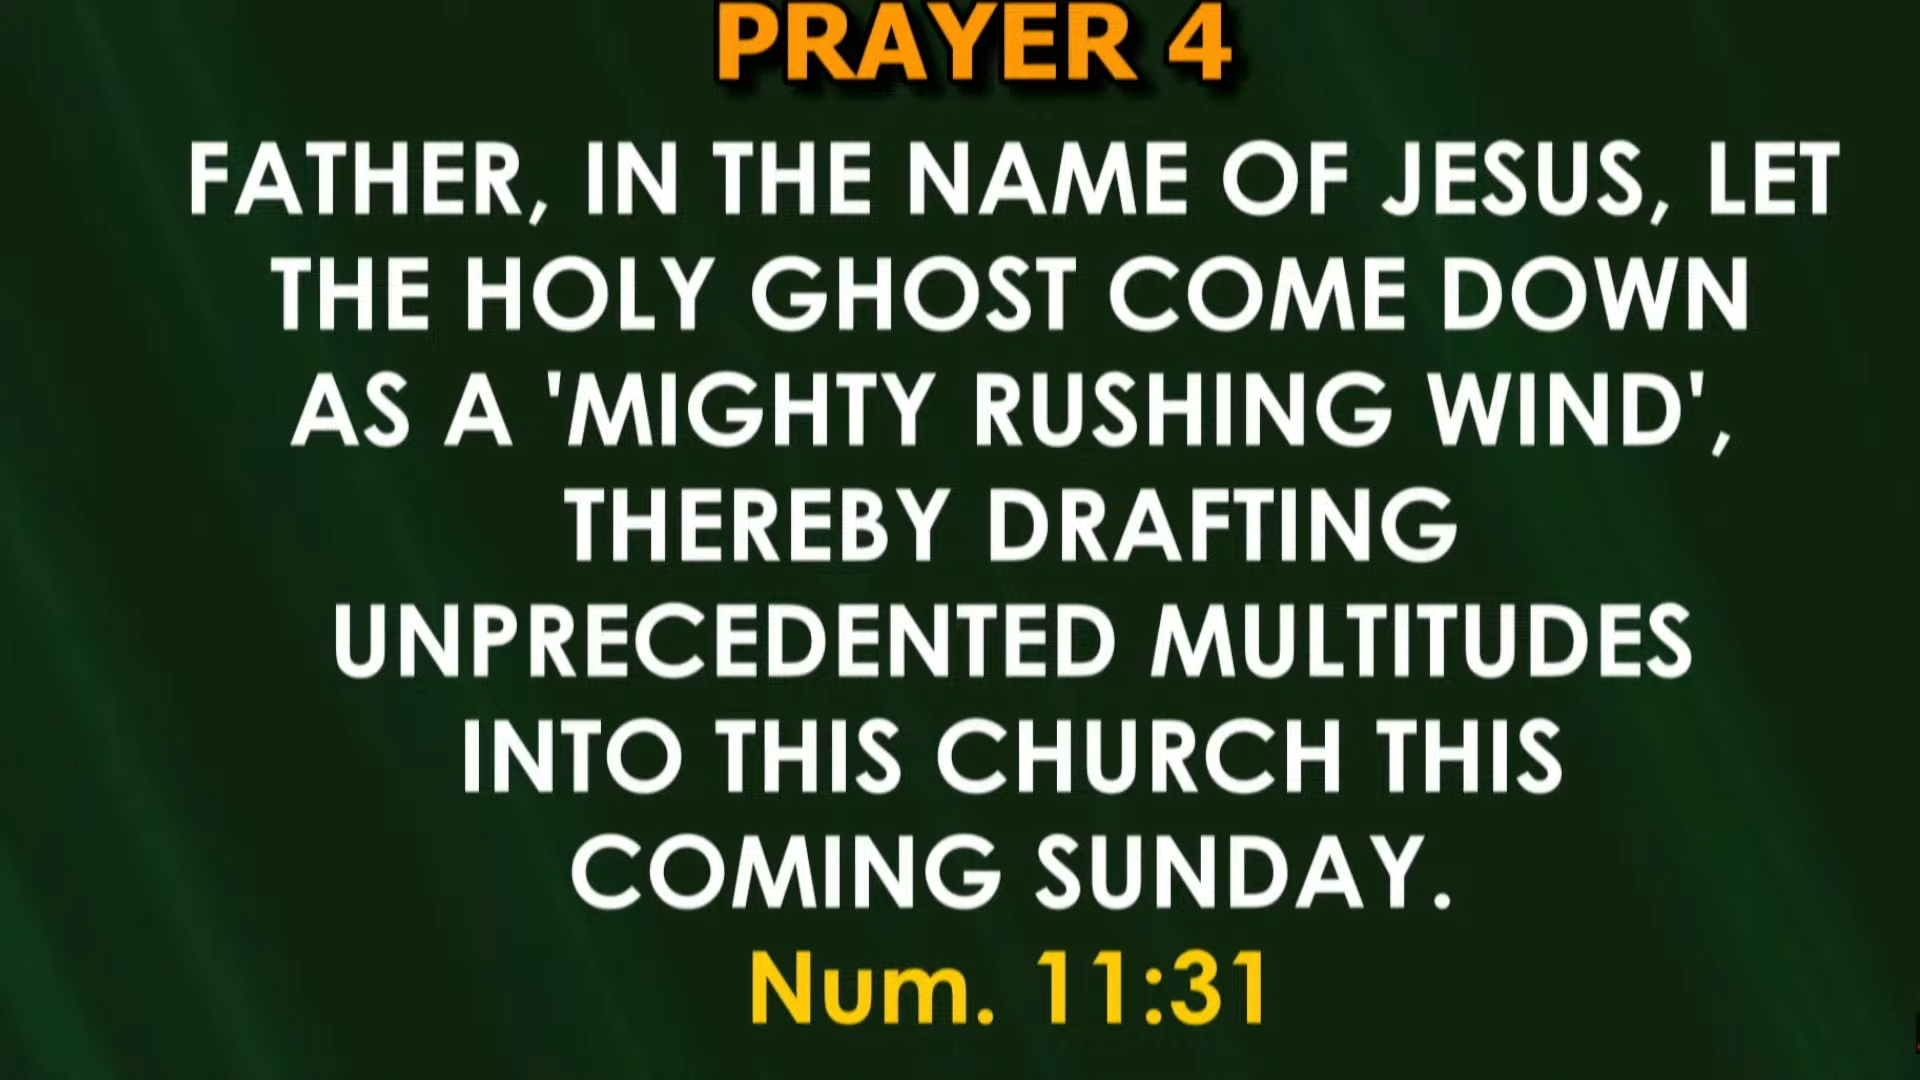 PRAYER 4
FATHER, IN THE NAME OF JESUS, LET
THE HOLY GHOST COME DOWN
AS A 'MIGHTY RUSHING WIND',
THEREBY DRAFTING
UNPRECEDENTED MULTITUDES
INTO THIS CHURCH THIS
COMING SUNDAY.
Num. 11:31